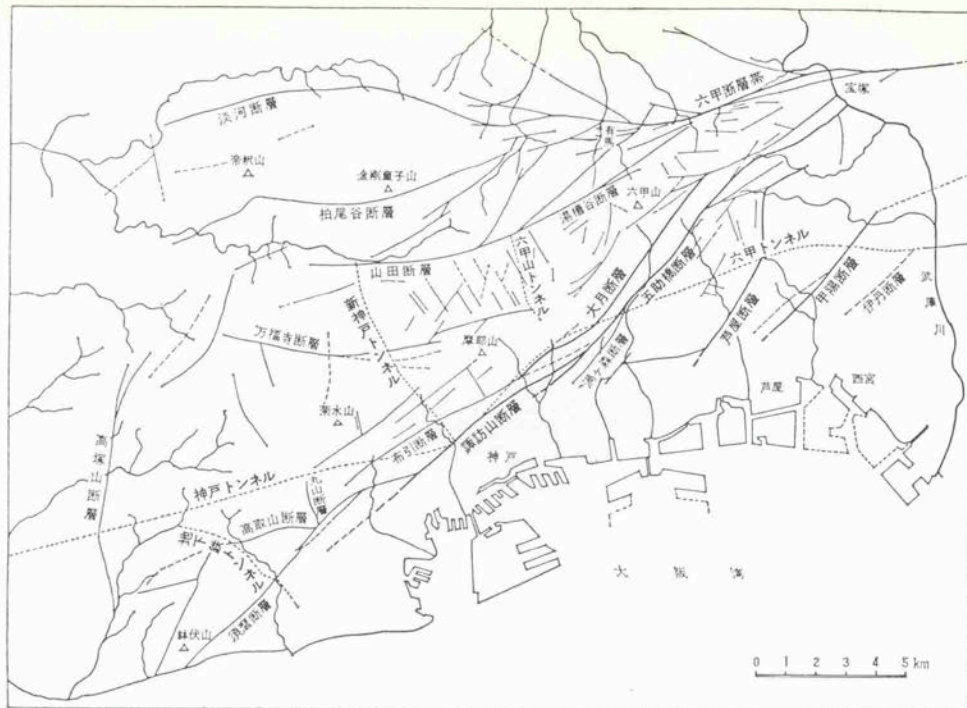 六甲断層帯
宝塚
淡河断層
有馬
帝釈山
金剛童子山
湯槽谷断層
六甲山
柏尾谷断層
六甲山トンネル
六甲トンネル
山田断層
大月断層
五助橋断層
甲陽断層
武庫川
新神戸トンネル
芦屋断層
伊丹断層
万福寺断層
摩耶山
渦ヶ森断層
芦屋
西宮
菊水山
諏訪山断層
布引断層
神戸
高塚山断層
神戸トンネル
丸山断層
高取山断層
地下鉄トンネル
大阪湾
須磨断層
鉢伏山
0 1 2 3 4 5 km